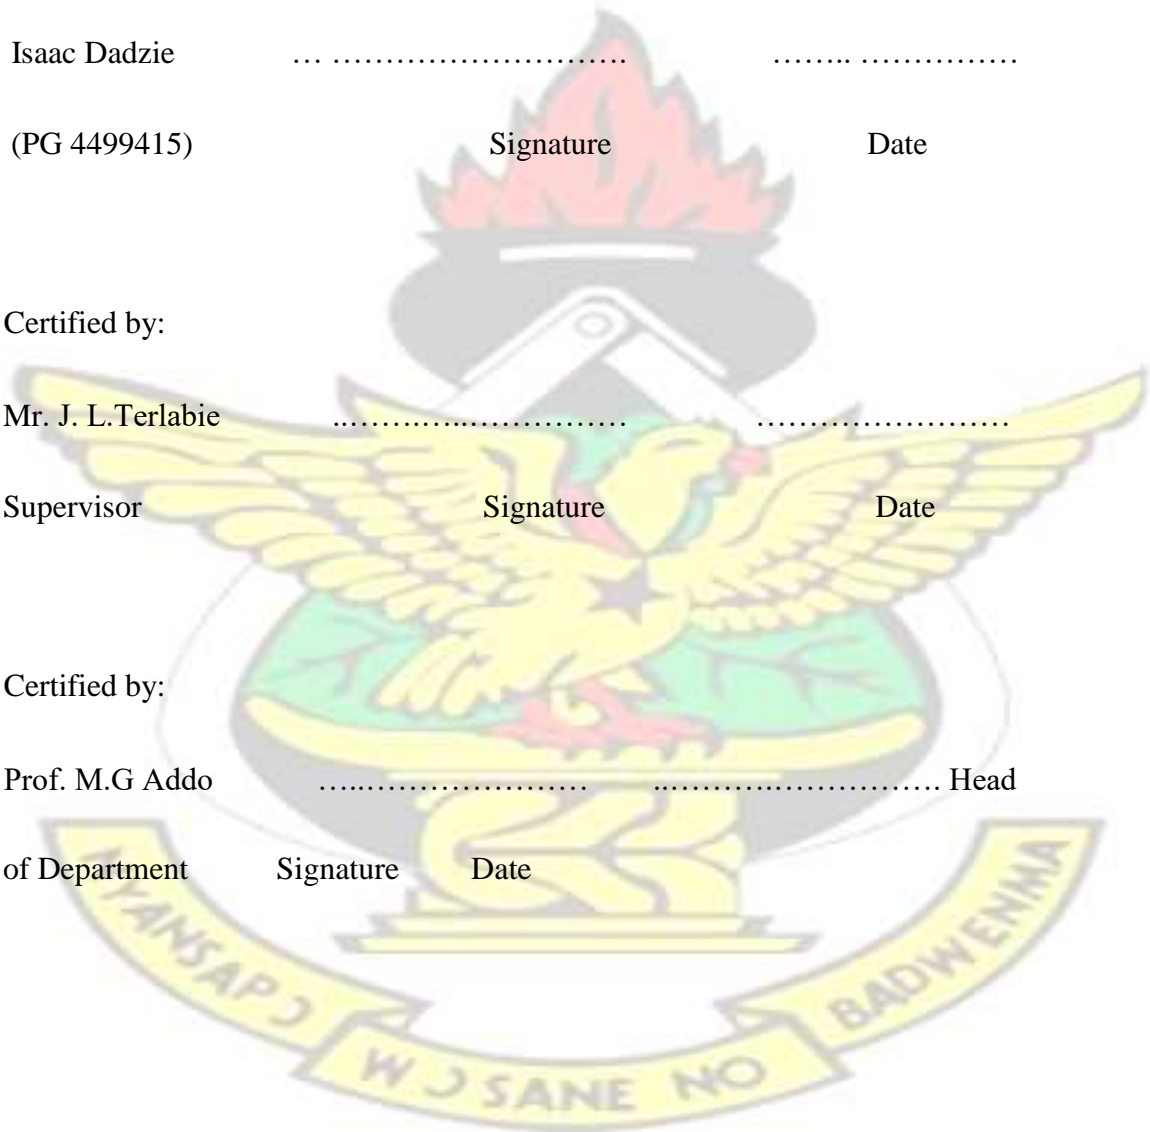 Isaac Dadzie … ………………………. …….. ……………
(PG 4499415) Signature Date
Certified by:
Mr. J. L.Terlabie ..…….…...…………… ……………………
Supervisor Signature Date
Certified by:
Prof. M.G Addo …..………………… ..……….……………. Head
of Department Signature Date
NYANSAPƆ
WƆSANE NO
BADWENMA